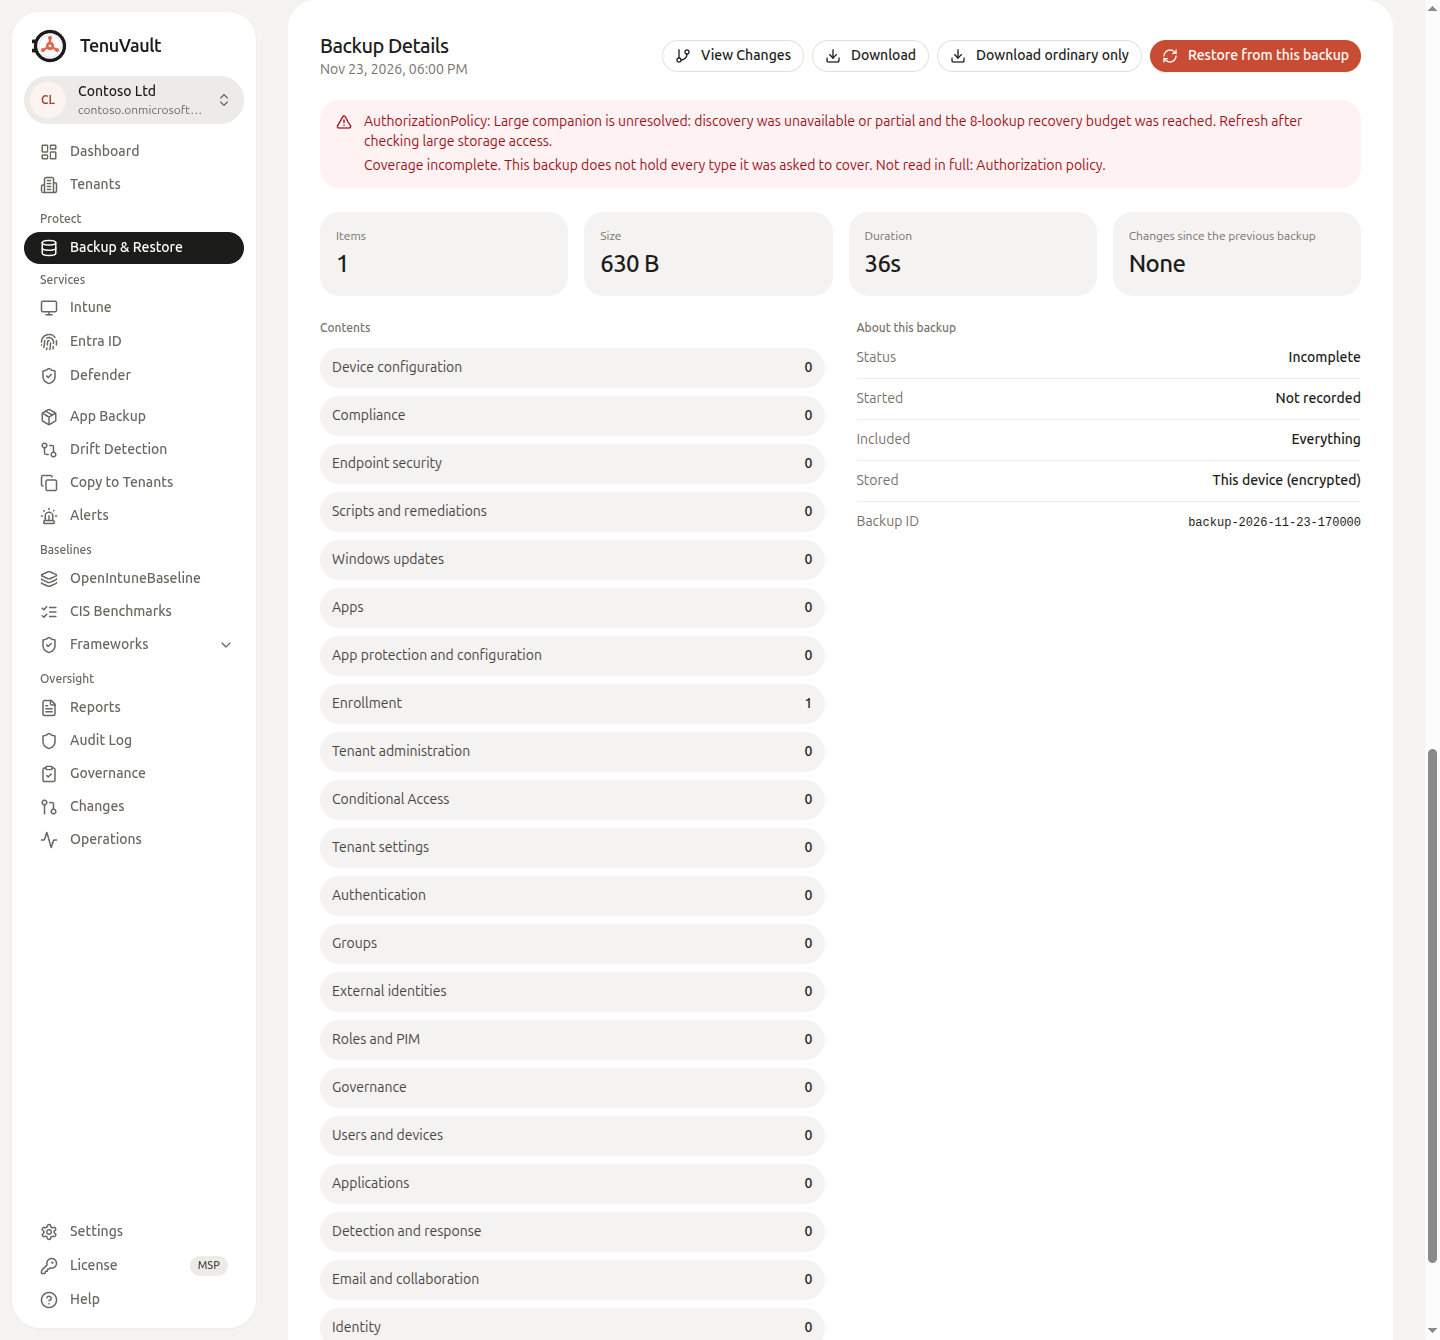 TenuVault
CL
Contoso Ltd
contoso.onmicrosoft...
Dashboard
Tenants
Protect
Backup & Restore
Services
Intune
Entra ID
Defender
App Backup
Drift Detection
Copy to Tenants
Alerts
Baselines
OpenIntuneBaseline
CIS Benchmarks
Frameworks
Oversight
Reports
Audit Log
Governance
Changes
Operations
Settings
License
MSP
Help
Backup Details
Nov 23, 2026, 06:00 PM
View Changes
Download
Download ordinary only
Restore from this backup
AuthorizationPolicy: Large companion is unresolved: discovery was unavailable or partial and the 8-lookup recovery budget was reached. Refresh after
checking large storage access.
Coverage incomplete. This backup does not hold every type it was asked to cover. Not read in full: Authorization policy.
Items
1
Size
630 B
Duration
36s
Changes since the previous backup
None
Contents
Device configuration 0
Compliance 0
Endpoint security 0
Scripts and remediations 0
Windows updates 0
Apps 0
App protection and configuration 0
Enrollment 1
Tenant administration 0
Conditional Access 0
Tenant settings 0
Authentication 0
Groups 0
External identities 0
Roles and PIM 0
Governance 0
Users and devices 0
Applications 0
Detection and response 0
Email and collaboration 0
Identity 0
About this backup
Status Incomplete
Started Not recorded
Included Everything
Stored This device (encrypted)
Backup ID backup-2026-11-23-170000